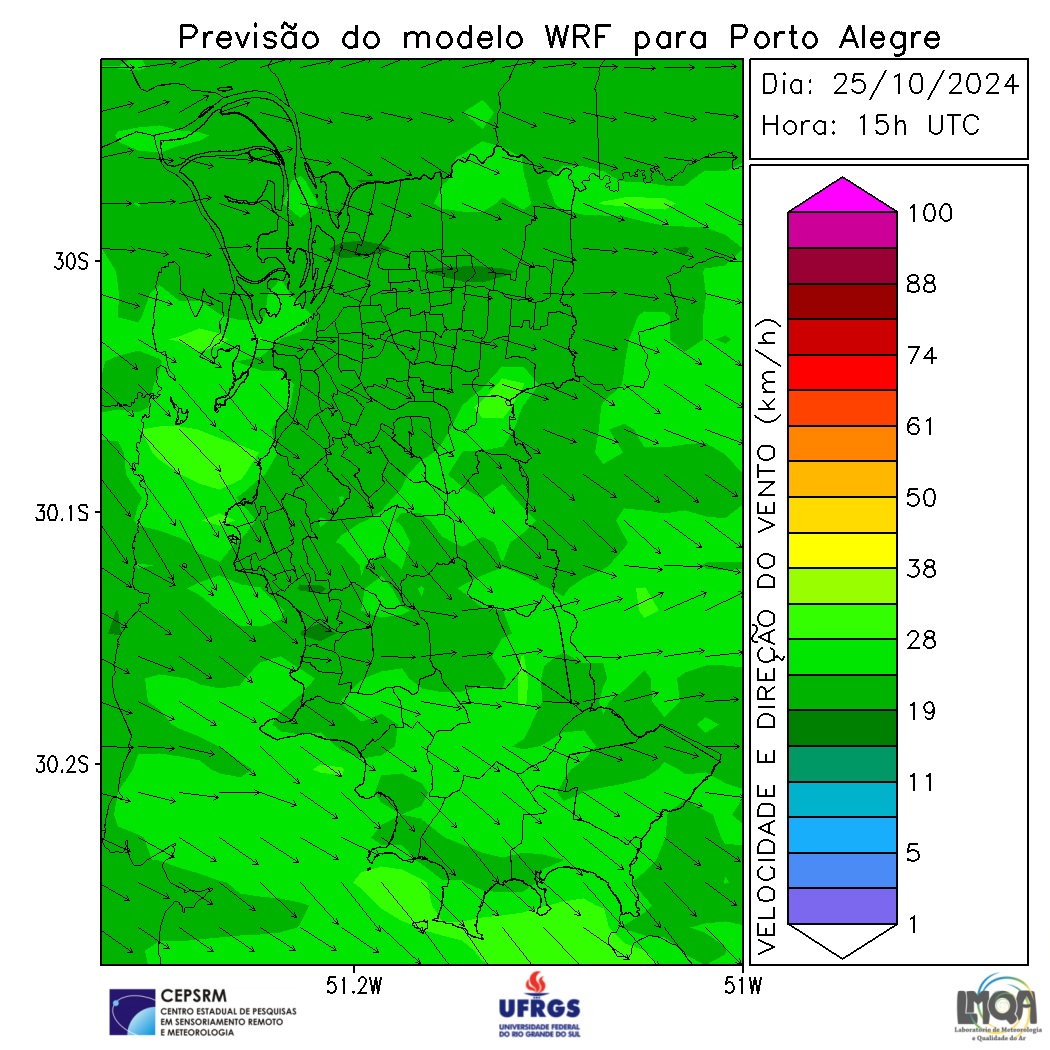 Previsão do modelo WRF para Porto Alegre
Dia: 25/10/2024
Hora: 15h UTC
30S
30.1S
30.2S
51.2W
51W
VELOCIDADE E DIREÇÃO DO VENTO (km/h)
100
88
74
61
50
38
28
19
11
5
1
CEPSRM
CENTRO ESTADUAL DE PESQUISAS
EM SENSORIAMENTO REMOTO
E METEOROLOGIA
UFRGS
UNIVERSIDADE FEDERAL
DO RIO GRANDE DO SUL
LMQA
Laboratório de Meteorologia
e Qualidade do Ar